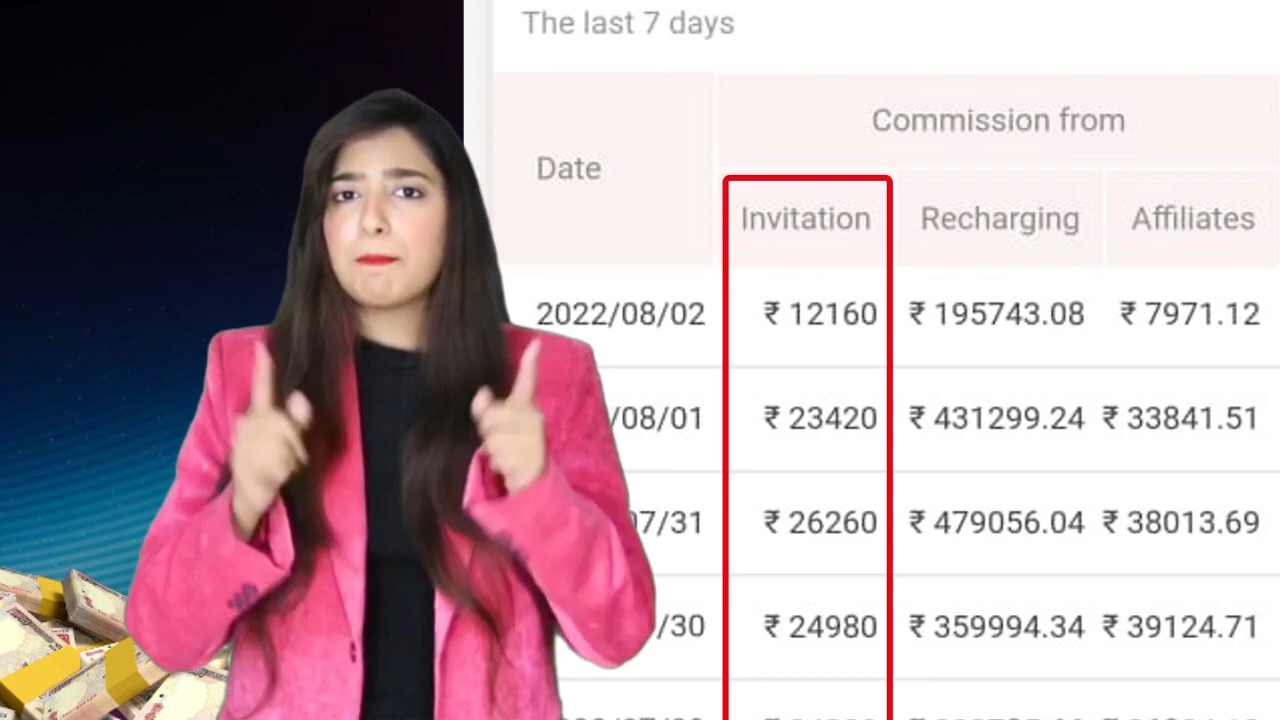 The last 7 days
Commission from
Date
Invitation Recharging Affiliates
2022/08/02 ₹ 12160 ₹ 195743.08 ₹ 7971.12
/08/01 ₹ 23420 ₹ 431299.24 ₹ 33841.51
07/31 ₹ 26260 ₹ 479056.04 ₹ 38013.69
/30 ₹ 24980 ₹ 359994.34 ₹ 39124.71